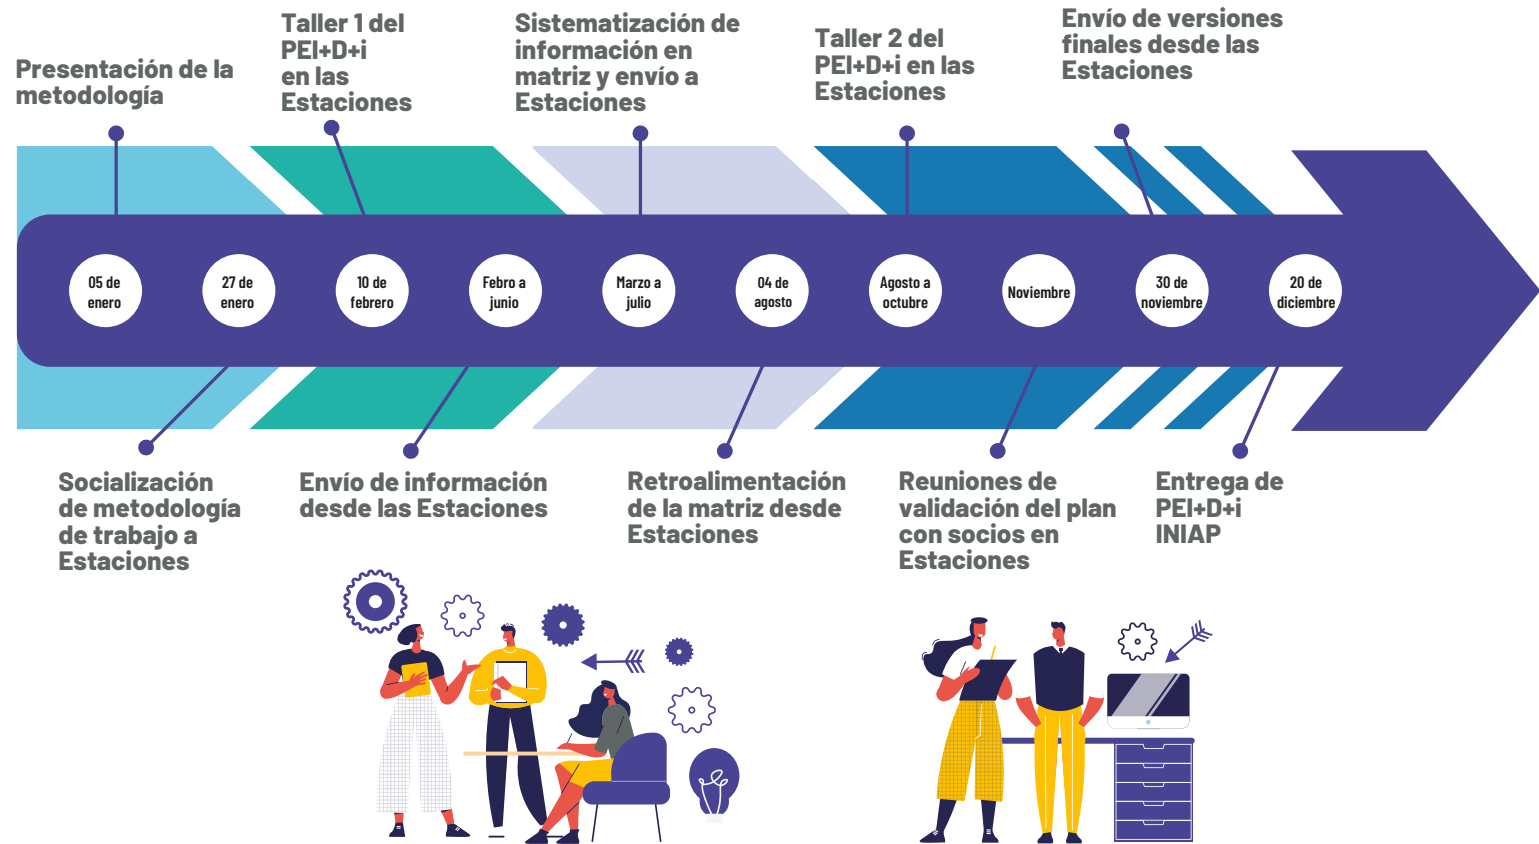 Presentación de la
metodología
Taller 1 del
PEI+D+i
en las
Estaciones
Sistematización de
información en
matriz y envío a
Estaciones
Taller 2 del
PEI+D+i en las
Estaciones
Envío de versiones
finales desde las
Estaciones
05 de
enero
27 de
enero
10 de
febrero
Febro a
junio
Marzo a
julio
04 de
agosto
Agosto a
octubre
Noviembre
30 de
noviembre
20 de
diciembre
Socialización
de metodología
de trabajo a
Estaciones
Envío de información
desde las Estaciones
Retroalimentación
de la matriz desde
Estaciones
Reuniones de
validación del plan
con socios en
Estaciones
Entrega de
PEI+D+i
INIAP